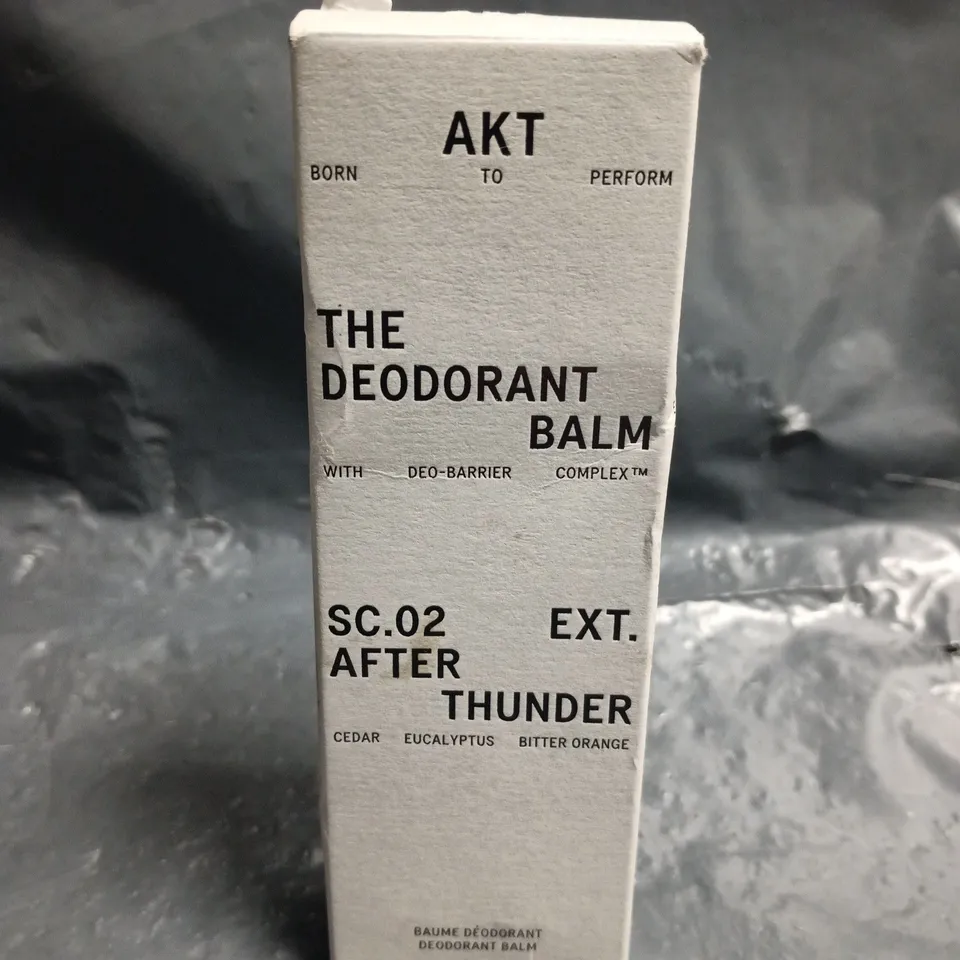 AKT
BORN TO PERFORM
THE
DEODORANT
BALM
WITH DEO-BARRIER COMPLEX™
SC.02 EXT.
AFTER
THUNDER
CEDAR EUCALYPTUS BITTER ORANGE
BAUME DÉODORANT
DEODORANT BALM